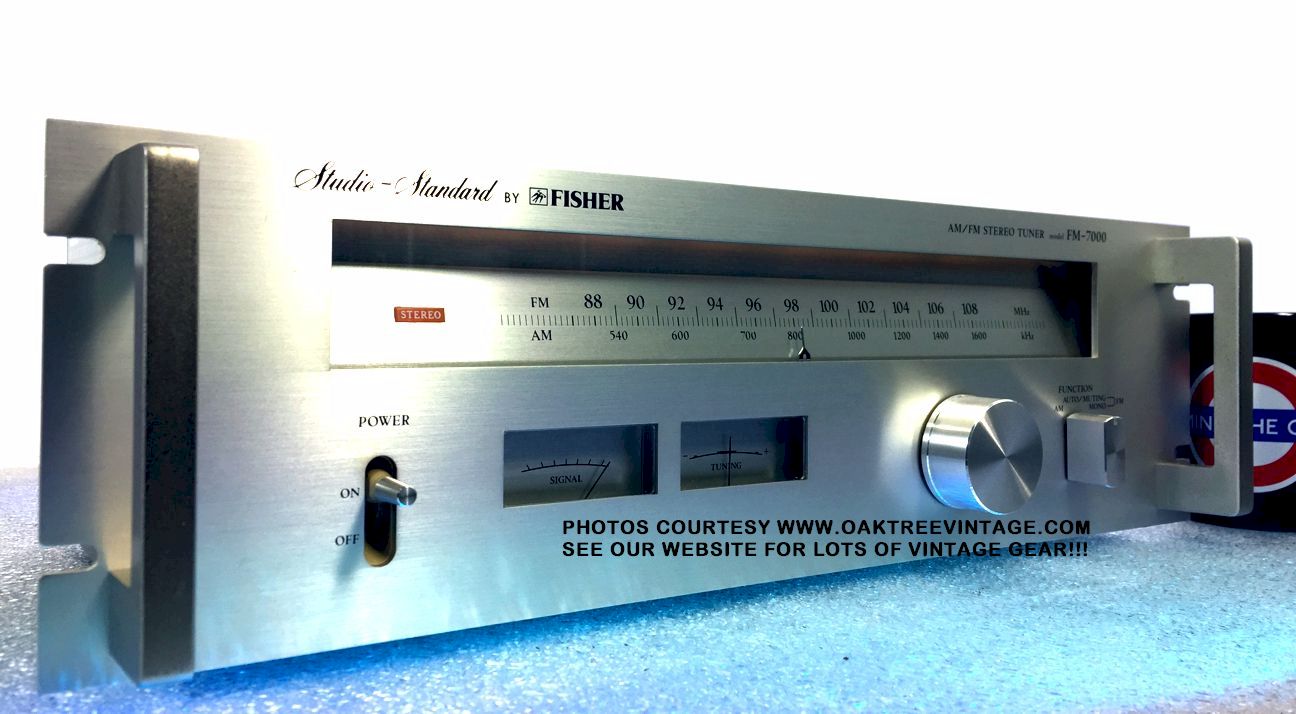 Studio-Standard BY FISHER
AM/FM STEREO TUNER model FM-7000
STEREO
FM 88 90 92 94 96 98 100 102 104 106 108 MHz
AM 540 600 700 800 1000 1200 1400 1600 kHz
POWER
ON
OFF
SIGNAL
- TUNING +
FUNCTION
AUTO/MUTING
AM MONO FM
PHOTOS COURTESY WWW.OAKTREEVINTAGE.COM
SEE OUR WEBSITE FOR LOTS OF VINTAGE GEAR!!!
THE